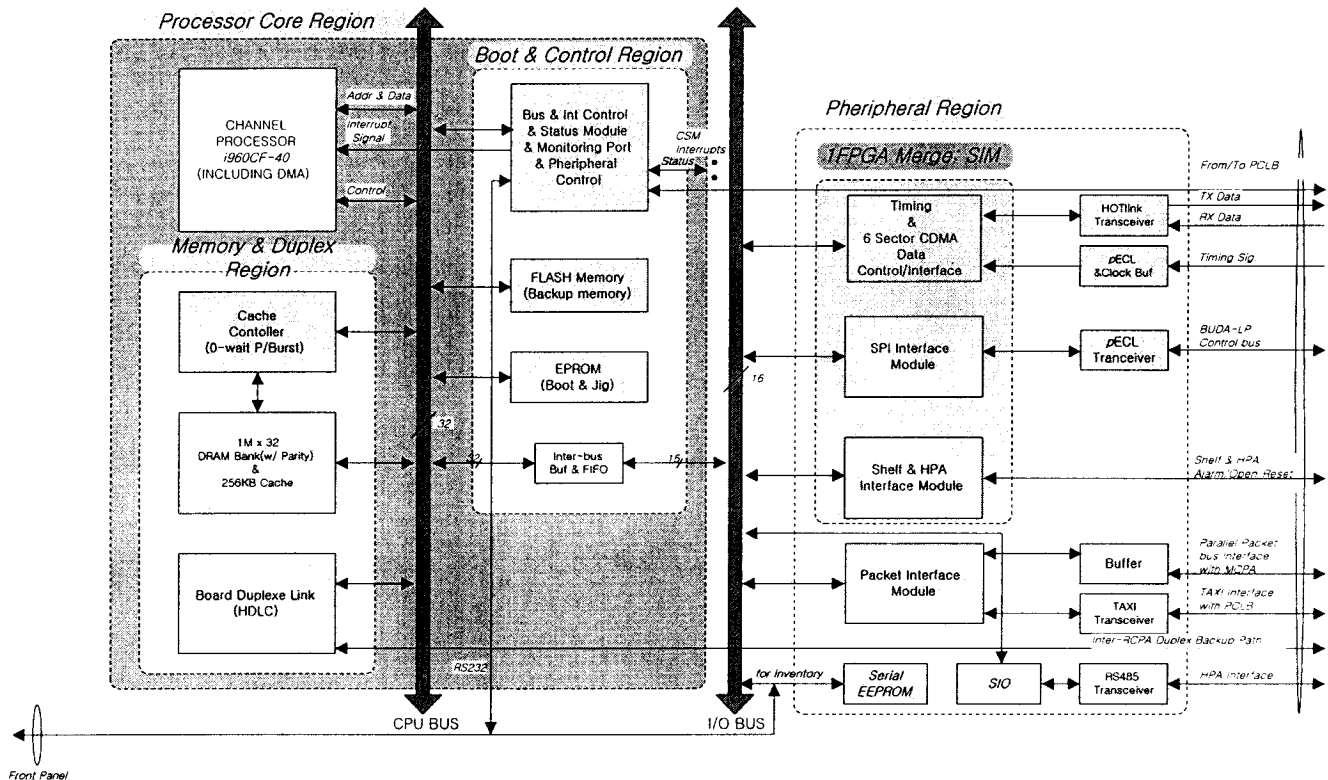 Processor Core Region
Boot & Control Region
Addr & Data
CHANNEL
PROCESSOR
i960CF-40
(INCLUDING DMA)
Interrupt
Signal
Control
Bus & Int Control
& Status Module
& Monitoring Port
& Pheripheral
Control
CSM
Interrupts
Status
Memory & Duplex
Region
Cache
Contoller
(0-wait P/Burst)
1M x 32
DRAM Bank(w/ Parity)
&
256KB Cache
Board Duplexe Link
(HDLC)
FLASH Memory
(Backup memory)
EPROM
(Boot & Jig)
32
32
Inter-bus
Buf & FIFO
16
16
RS232
CPU BUS
I/O BUS
for Inventory
Front Panel
Pheripheral Region
1FPGA Merge: SIM
Timing
&
6 Sector CDMA
Data
Control/Interface
SPI Interface
Module
Shelf & HPA
Interface Module
Packet Interface
Module
Serial
EEPROM
SIO
HOTlink
Transceiver
pECL
&Clock Buf
pECL
Tranceiver
Buffer
TAXI
Transceiver
RS485
Transceiver
From/To PCLB
TX Data
RX Data
Timing Sig.
BUDA-LP
Control bus
Shelf & HPA
Alarm/Open Reset
Parallel Packet
bus Interface
with MCPA
TAXI Interface
with PCLB
Inter-RCPA Duplex Backup Path
HPA Interface